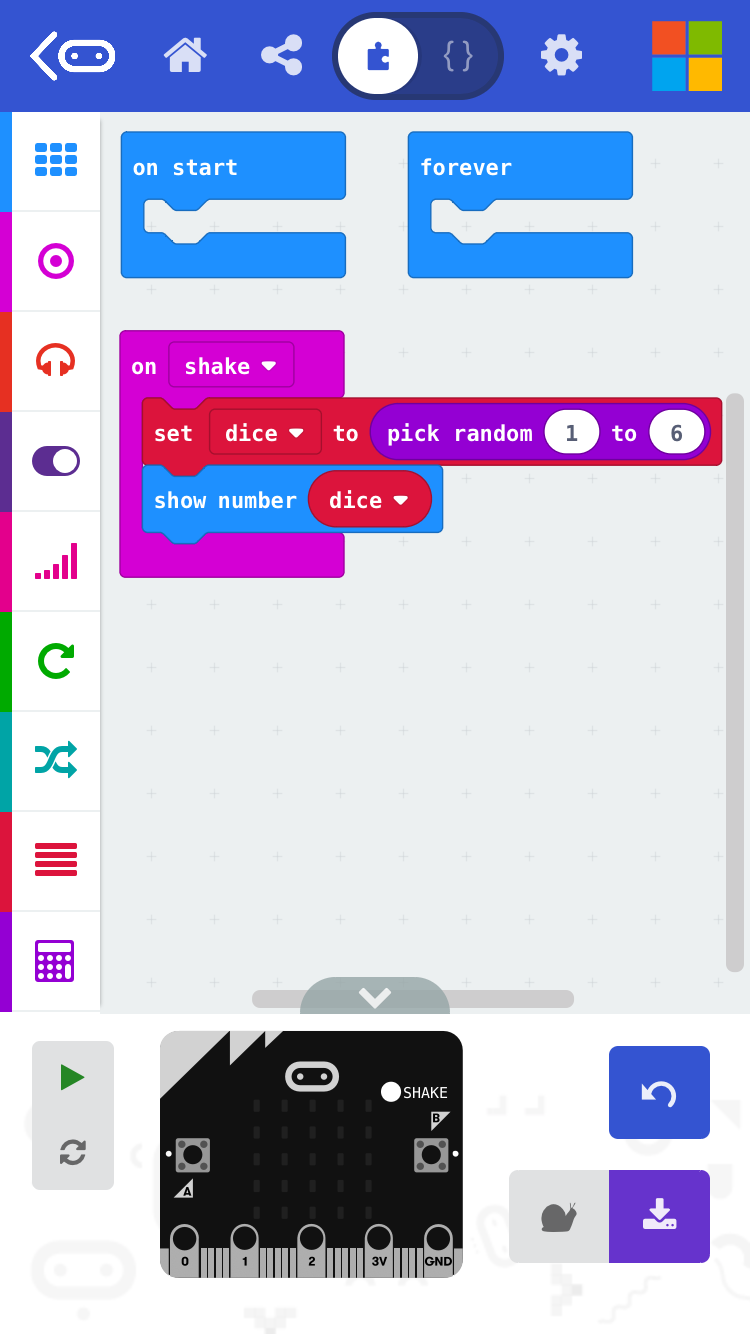 { }
on start
forever
on shake
set dice to pick random 1 to 6
show number dice
SHAKE
B
A
0 1 2 3V GND